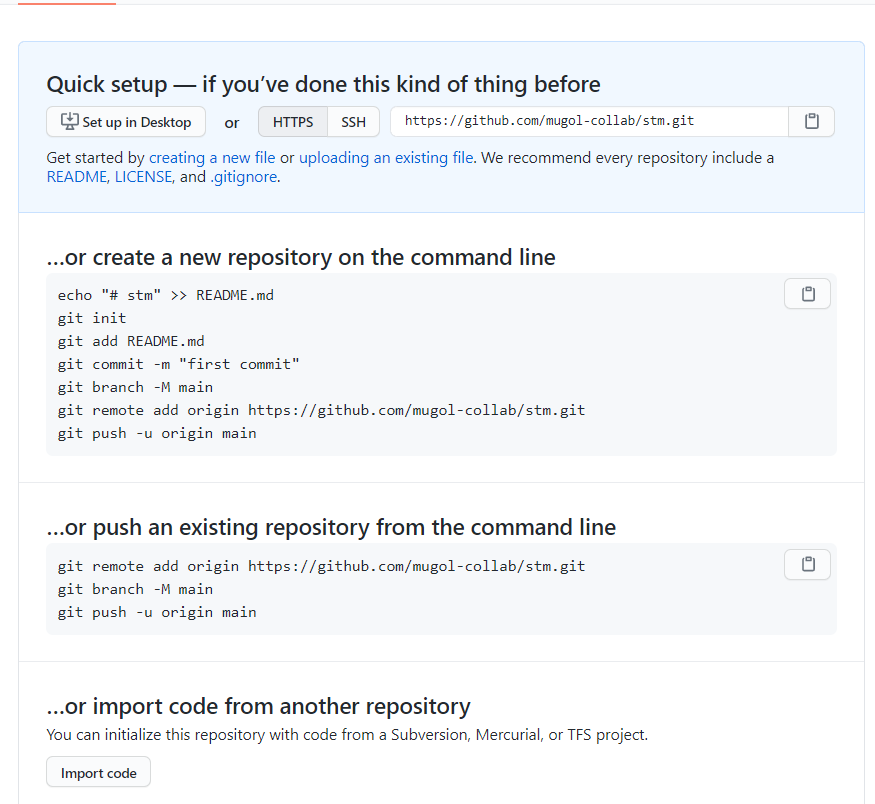 Quick setup — if you’ve done this kind of thing before
Set up in Desktop or HTTPS SSH https://github.com/mugol-collab/stm.git
Get started by creating a new file or uploading an existing file. We recommend every repository include a
README, LICENSE, and .gitignore.
…or create a new repository on the command line
echo "# stm" >> README.md
git init
git add README.md
git commit -m "first commit"
git branch -M main
git remote add origin https://github.com/mugol-collab/stm.git
git push -u origin main
…or push an existing repository from the command line
git remote add origin https://github.com/mugol-collab/stm.git
git branch -M main
git push -u origin main
…or import code from another repository
You can initialize this repository with code from a Subversion, Mercurial, or TFS project.
Import code